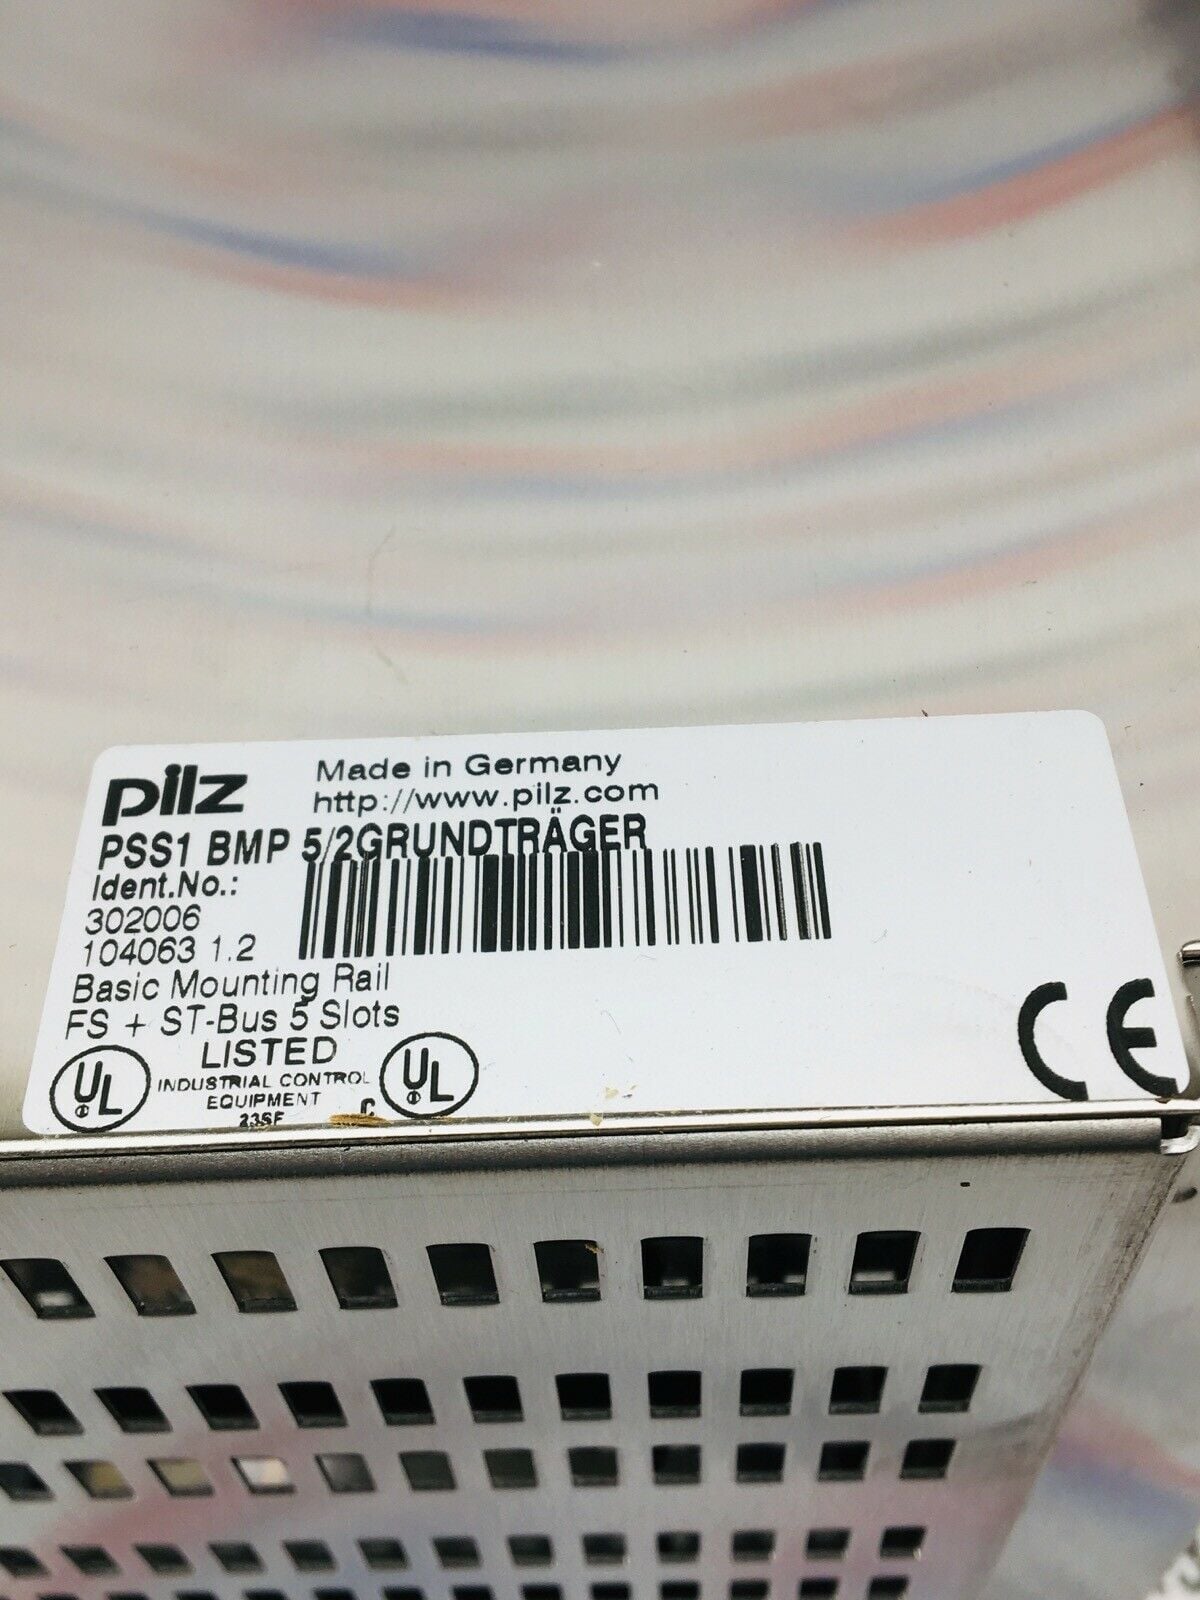 pilz
Made in Germany
http://www.pilz.com
PSS1 BMP 5/2GRUNDTRÄGER
Ident.No.:
302006
104063 1.2
Basic Mounting Rail
FS + ST-Bus 5 Slots
LISTED
UL
INDUSTRIAL CONTROL
EQUIPMENT
23SF
C
UL
CE